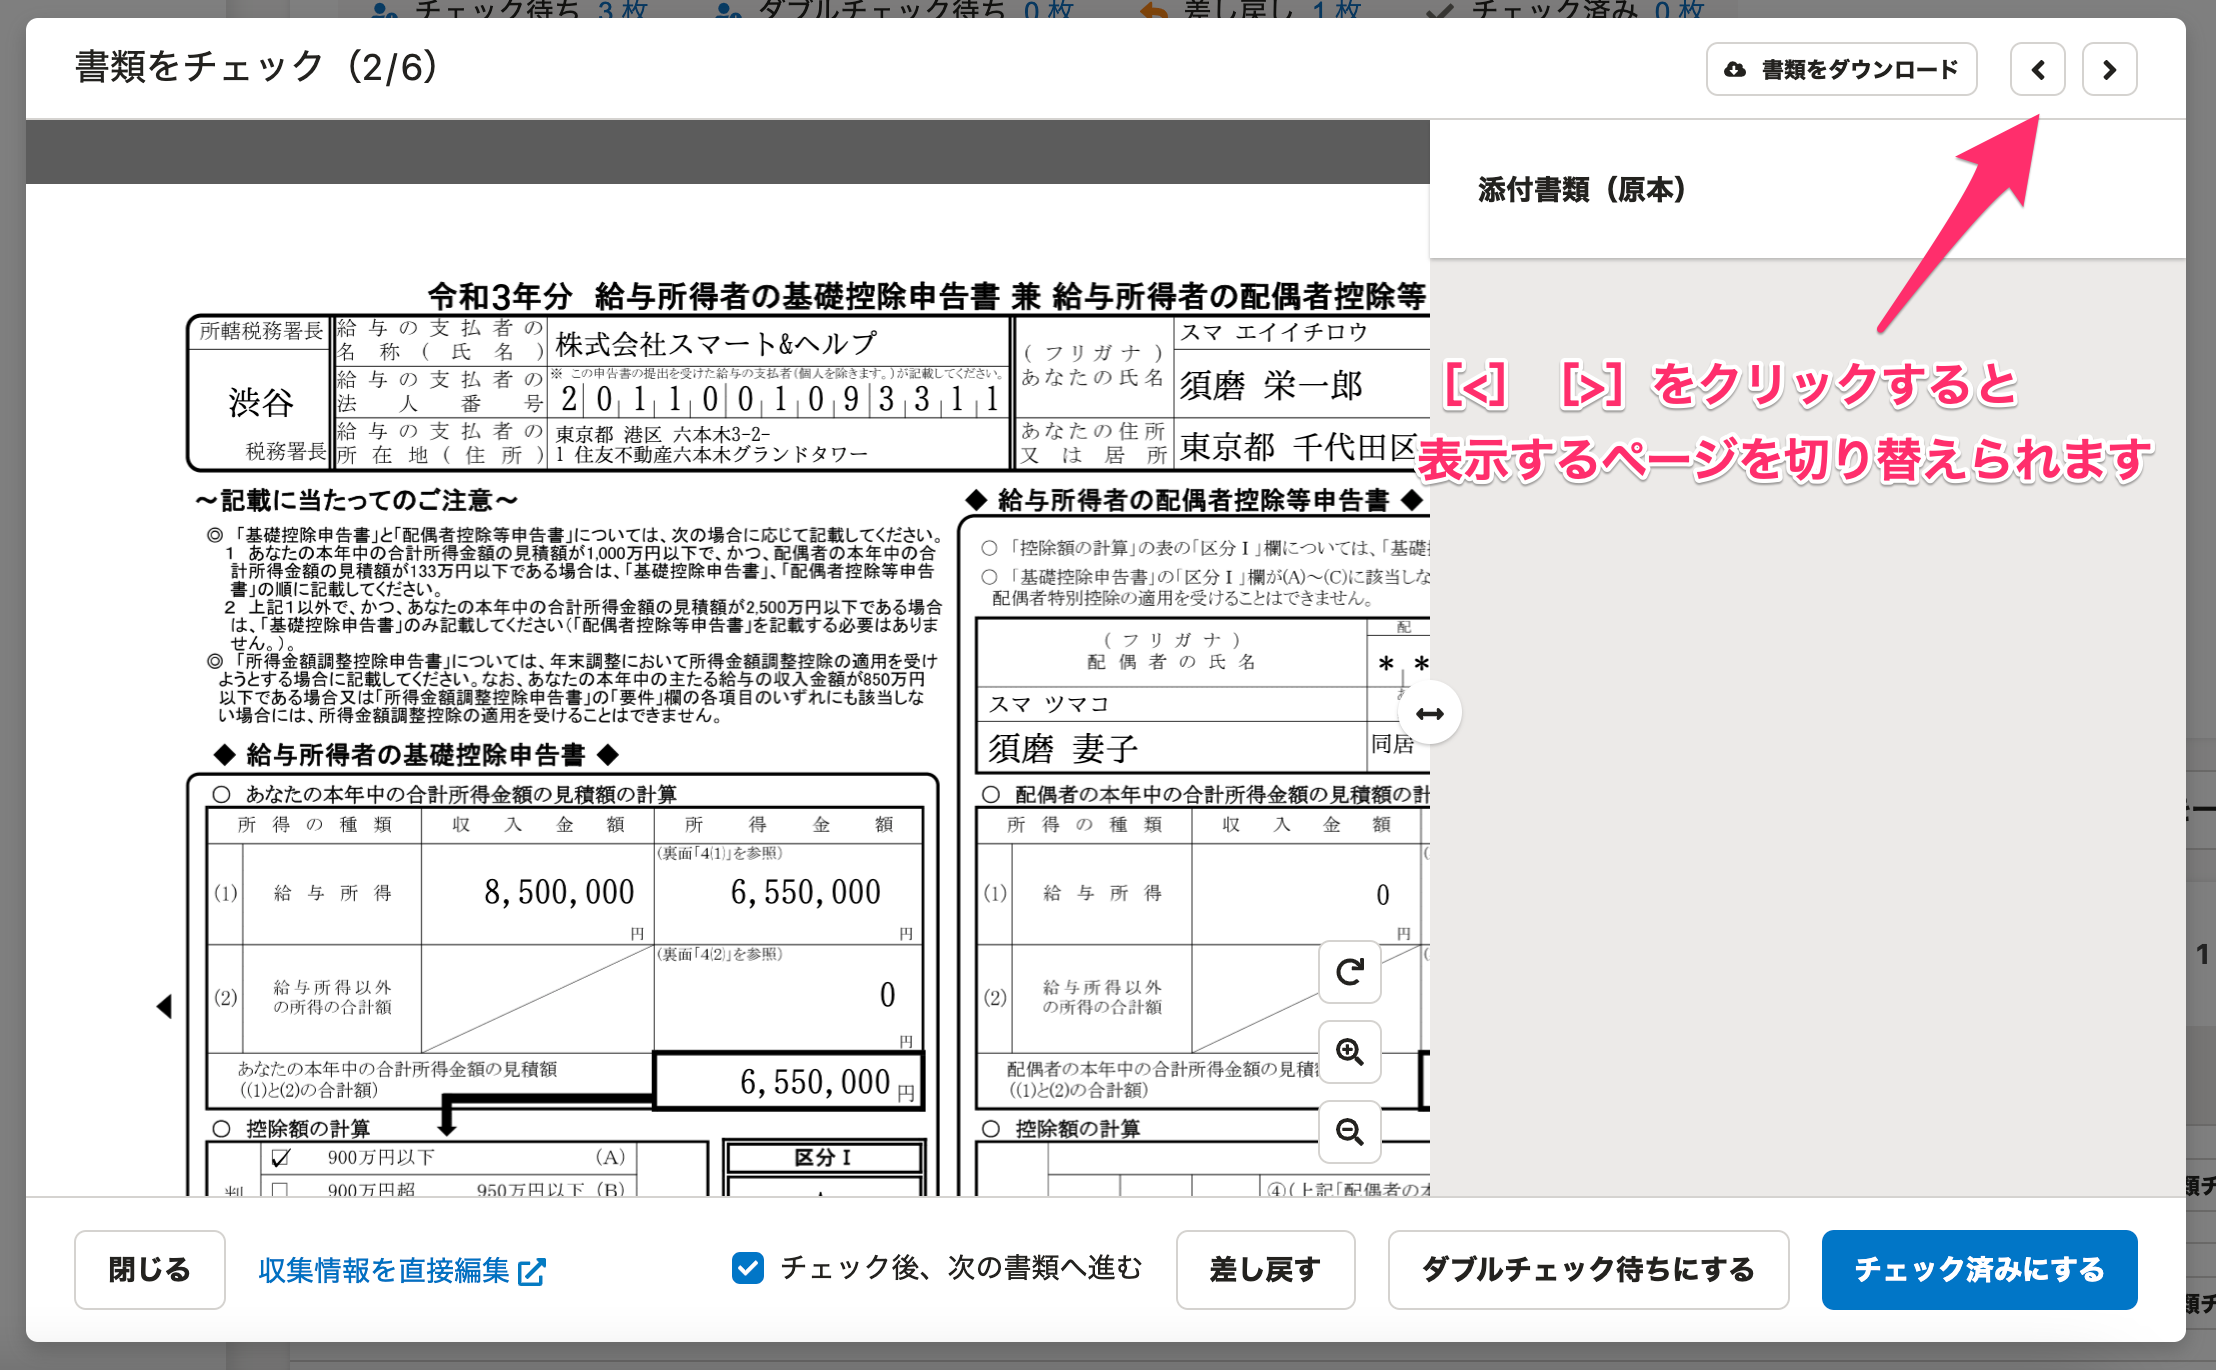 チェック待ち 3 枚
ダブルチェック待ち 0 枚
差し戻し 1 枚
チェック済み 0 枚
書類をチェック（2/6）
書類をダウンロード
添付書類（原本）
［<］［>］をクリックすると
表示するページを切り替えられます
令和3年分 給与所得者の基礎控除申告書 兼 給与所得者の配偶者控除等
所轄税務署長
渋谷
税務署長
給与の支払者の
名称（氏名）
株式会社スマート&ヘルプ
給与の支払者の
法人番号
※ この申告書の提出を受けた給与の支払者（個人を除きます。）が記載してください。
2 0 1 1 0 0 1 0 9 3 3 1 1
給与の支払者の
所在地（住所）
東京都 港区 六本木3-2-
1 住友不動産六本木グランドタワー
（フリガナ）
あなたの氏名
スマ エイイチロウ
須磨 栄一郎
あなたの住所
又は居所
東京都 千代田区
～記載に当たってのご注意～
◎ 「基礎控除申告書」と「配偶者控除等申告書」については、次の場合に応じて記載してください。
1 あなたの本年中の合計所得金額の見積額が1,000万円以下で、かつ、配偶者の本年中の合
計所得金額の見積額が133万円以下である場合は、「基礎控除申告書」、「配偶者控除等申告
書」の順に記載してください。
2 上記1以外で、かつ、あなたの本年中の合計所得金額の見積額が2,500万円以下である場合
は、「基礎控除申告書」のみ記載してください（「配偶者控除等申告書」を記載する必要はありま
せん。）。
◎ 「所得金額調整控除申告書」については、年末調整において所得金額調整控除の適用を受け
ようとする場合に記載してください。なお、あなたの本年中の主たる給与の収入金額が850万円
以下である場合又は「所得金額調整控除申告書」の「要件」欄の各項目のいずれにも該当しな
い場合には、所得金額調整控除の適用を受けることはできません。
◆ 給与所得者の基礎控除申告書 ◆
○ あなたの本年中の合計所得金額の見積額の計算
所得の種類 収入金額 所得金額
(1) 給与所得 8,500,000 円
(裏面「4(1)」を参照)
6,550,000 円
(2) 給与所得以外
の所得の合計額
(裏面「4(2)」を参照)
0
円
あなたの本年中の合計所得金額の見積額
((1)と(2)の合計額)
6,550,000 円
○ 控除額の計算
判
☑ 900万円以下 (A)
□ 900万円超 950万円以下 (B)
区分Ⅰ
◆ 給与所得者の配偶者控除等申告書 ◆
○ 「控除額の計算」の表の「区分Ⅰ」欄については、「基礎
○ 「基礎控除申告書」の「区分Ⅰ」欄が(A)～(C)に該当しな
配偶者特別控除の適用を受けることはできません。
（フリガナ）
配偶者の氏名
配
* *
スマ ツマコ
須磨 妻子
同居
○ 配偶者の本年中の合計所得金額の見積額の計
所得の種類 収入金額
(1) 給与所得 0
円
(2) 給与所得以外
の所得の合計額
配偶者の本年中の合計所得金額の見積
((1)と(2)の合計額)
○ 控除額の計算
④(上記「配偶者の本
1
類チ
類チ
閉じる
収集情報を直接編集
チェック後、次の書類へ進む
差し戻す
ダブルチェック待ちにする
チェック済みにする